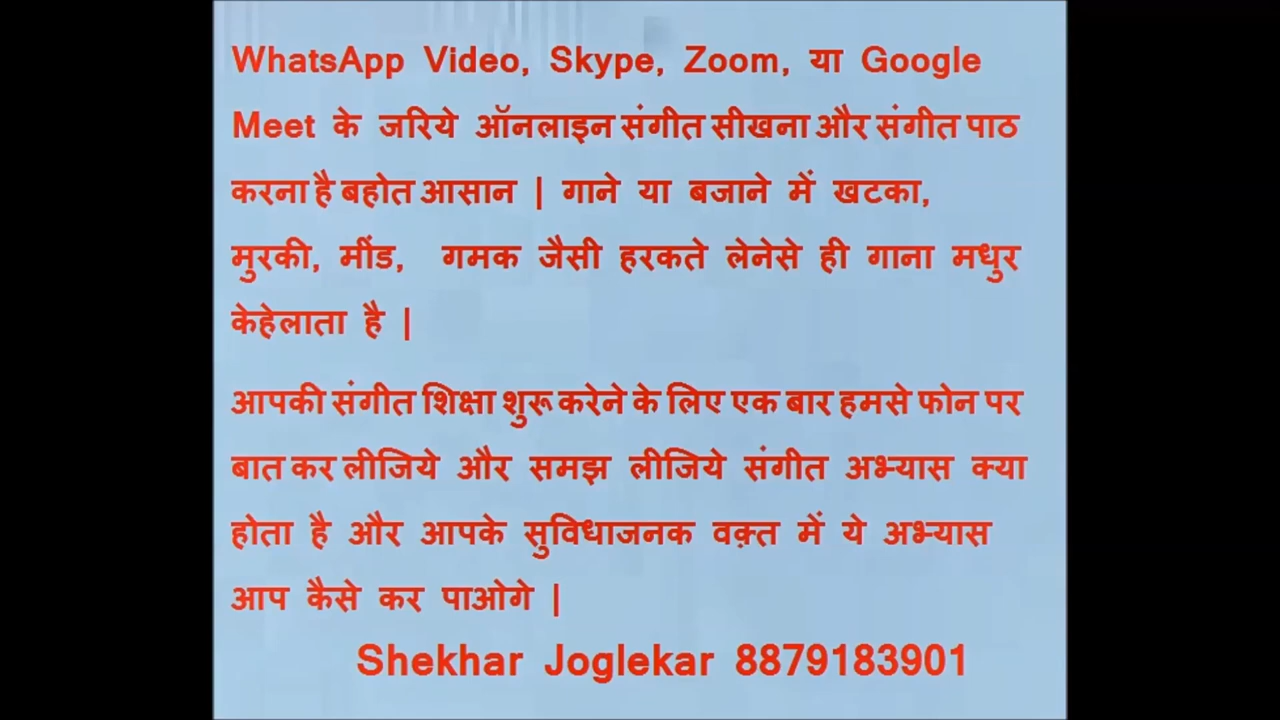 WhatsApp Video, Skype, Zoom, या Google
Meet के जरिये ऑनलाइन संगीत सीखना और संगीत पाठ
करना है बहोत आसान | गाने या बजाने में खटका,
मुरकी, मींड, गमक जैसी हरकते लेनेसे ही गाना मधुर
केहेलाता है |
आपकी संगीत शिक्षा शुरू करेने के लिए एक बार हमसे फोन पर
बात कर लीजिये और समझ लीजिये संगीत अभ्यास क्या
होता है और आपके सुविधाजनक वक़्त में ये अभ्यास
आप कैसे कर पाओगे |
Shekhar Joglekar 8879183901